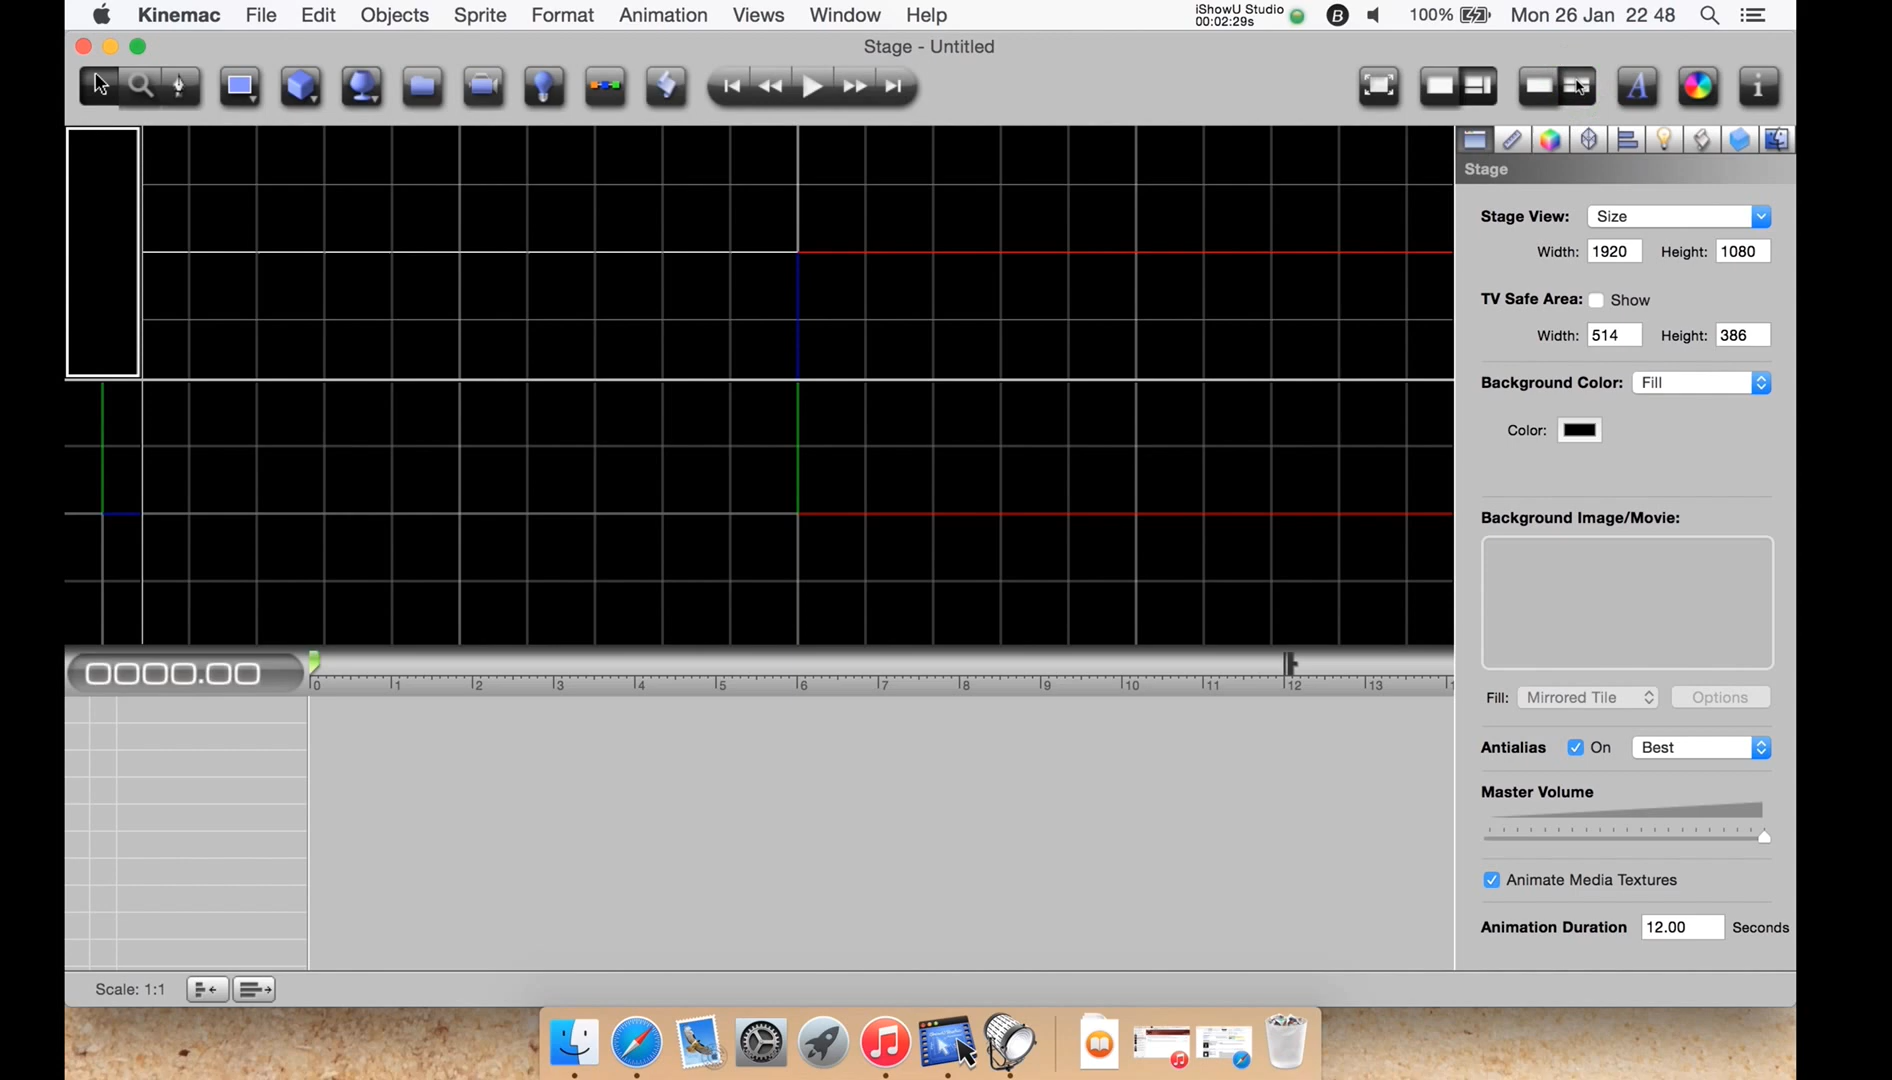 Kinemac File Edit Objects Sprite Format Animation Views Window Help iShowU Studio 00:02:29s B 100% Mon 26 Jan 22 48
Stage - Untitled
A i
Stage
Stage View: Size
Width: 1920 Height: 1080
TV Safe Area: Show
Width: 514 Height: 386
Background Color: Fill
Color:
Background Image/Movie:
0000.00
0 1 2 3 4 5 6 7 8 9 10 11 12 13
Fill: Mirrored Tile Options
Antialias On Best
Master Volume
Animate Media Textures
Animation Duration 12.00 Seconds
Scale: 1:1